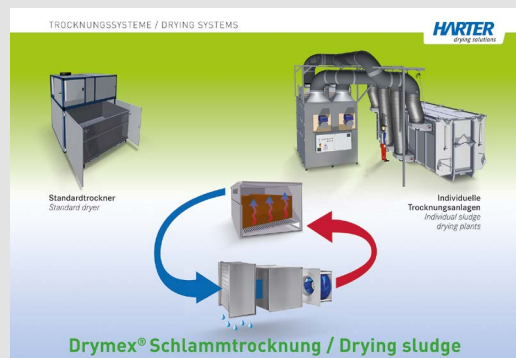 TROCKNUNGSSYSTEME / DRYING SYSTEMS
HARTER
drying solutions
Standardtrockner
Standard dryer
Individuelle
Trocknungsanlagen
Individual sludge
drying plants
Drymex® Schlammtrocknung / Drying sludge